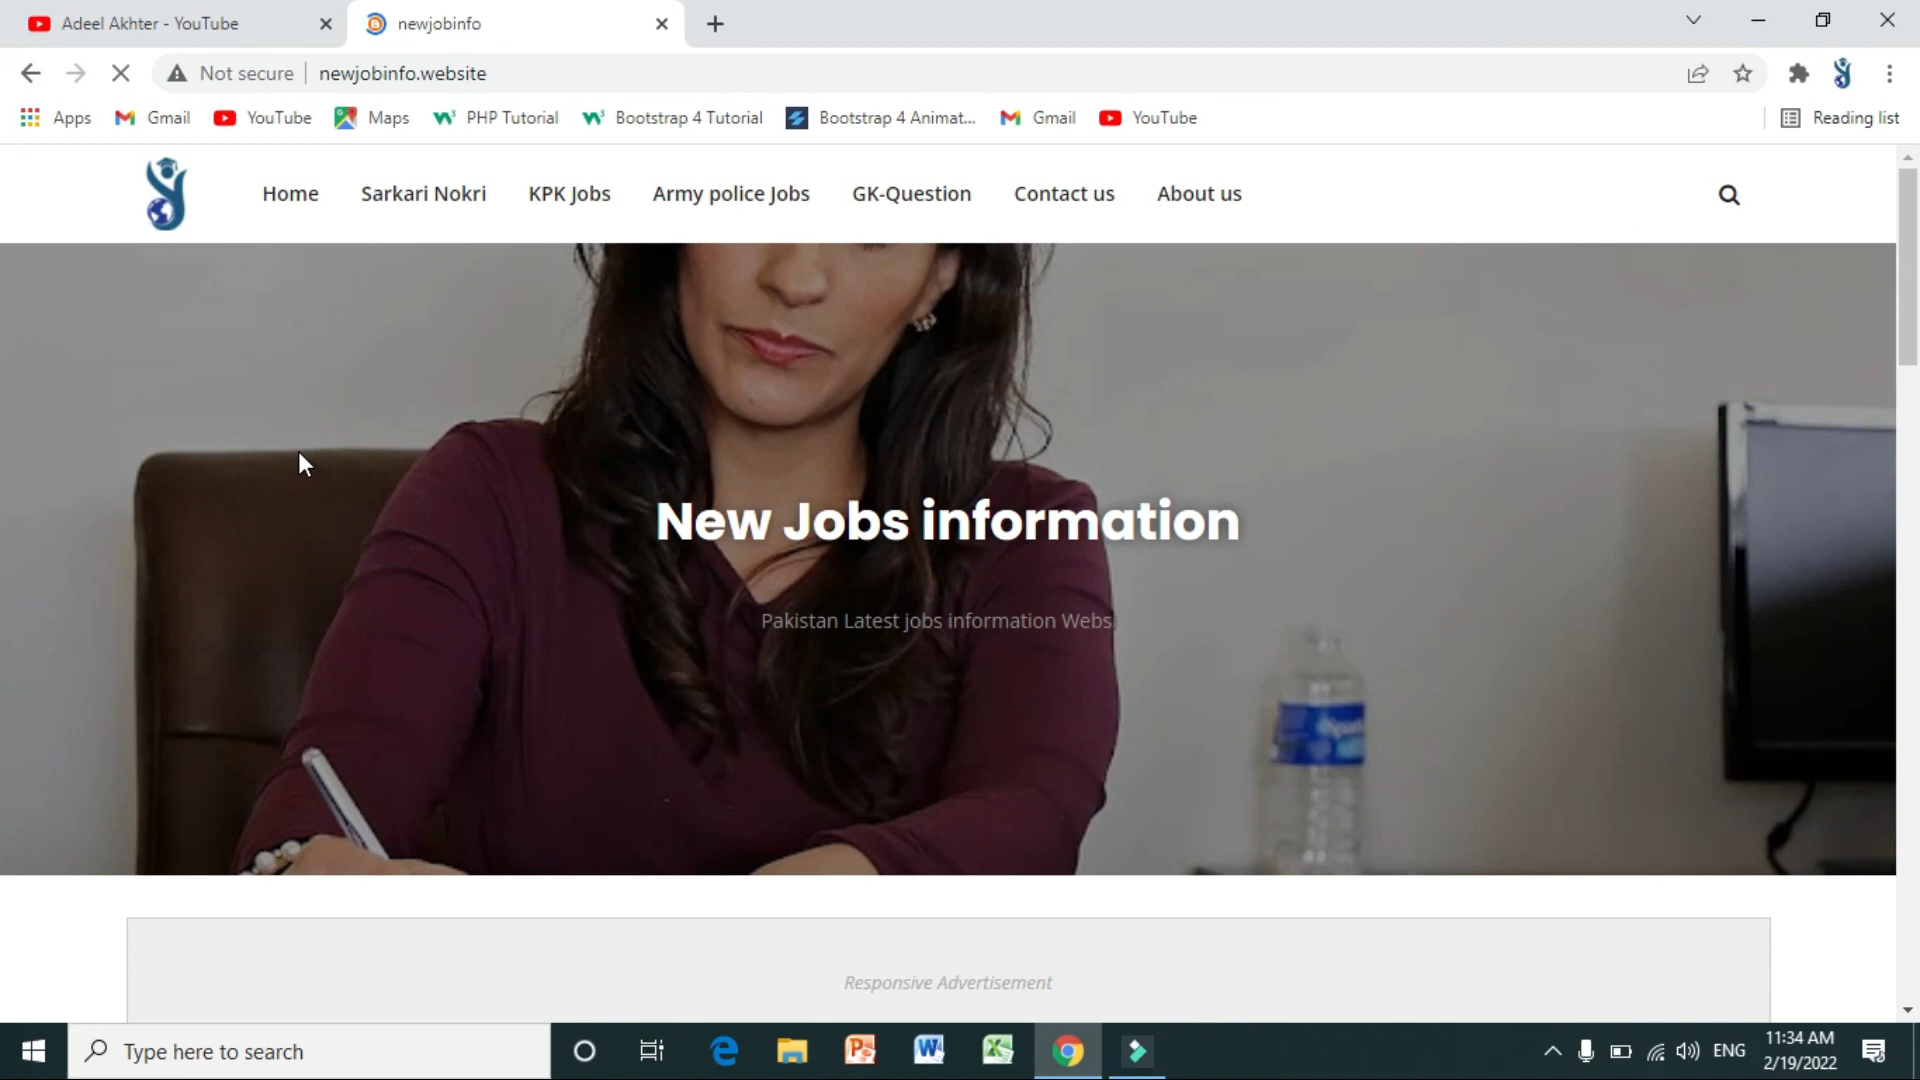 Adeel Akhter - YouTube
newjobinfo
Not secure
newjobinfo.website
Apps
Gmail
YouTube
Maps
PHP Tutorial
Bootstrap 4 Tutorial
Bootstrap 4 Animat...
Gmail
YouTube
Reading list
Home
Sarkari Nokri
KPK Jobs
Army police Jobs
GK-Question
Contact us
About us
New Jobs information
Pakistan Latest jobs information Webs
Responsive Advertisement
Type here to search
ENG
11:34 AM
2/19/2022